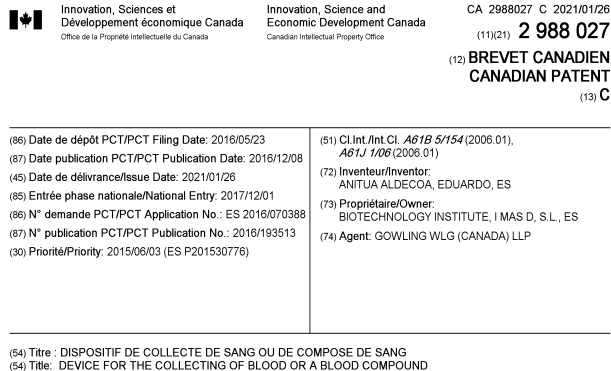 Innovation, Sciences et
Développement économique Canada
Office de la Propriété Intellectuelle du Canada
Innovation, Science and
Economic Development Canada
Canadian Intellectual Property Office
CA 2988027 C 2021/01/26
(11)(21) 2 988 027
(12) BREVET CANADIEN
CANADIAN PATENT
(13) C
(86) Date de dépôt PCT/PCT Filing Date: 2016/05/23
(87) Date publication PCT/PCT Publication Date: 2016/12/08
(45) Date de délivrance/Issue Date: 2021/01/26
(85) Entrée phase nationale/National Entry: 2017/12/01
(86) N° demande PCT/PCT Application No.: ES 2016/070388
(87) N° publication PCT/PCT Publication No.: 2016/193513
(30) Priorité/Priority: 2015/06/03 (ES P201530776)
(51) Cl.Int./Int.Cl. A61B 5/154 (2006.01),
A61J 1/06 (2006.01)
(72) Inventeur/Inventor:
ANITUA ALDECOA, EDUARDO, ES
(73) Propriétaire/Owner:
BIOTECHNOLOGY INSTITUTE, I MAS D, S.L., ES
(74) Agent: GOWLING WLG (CANADA) LLP
(54) Titre : DISPOSITIF DE COLLECTE DE SANG OU DE COMPOSE DE SANG
(54) Title: DEVICE FOR THE COLLECTING OF BLOOD OR A BLOOD COMPOUND